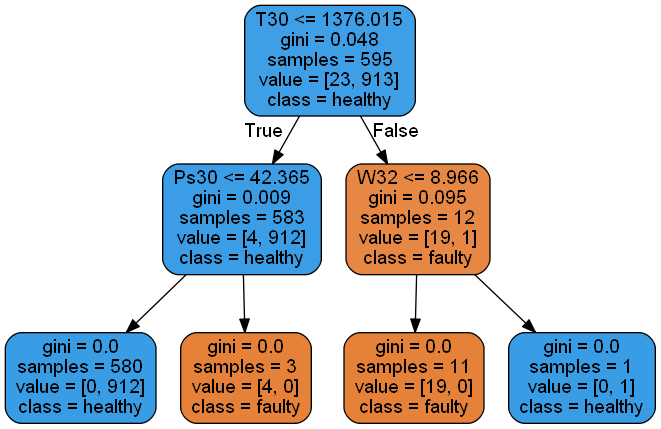 T30 <= 1376.015
gini = 0.048
samples = 595
value = [23, 913]
class = healthy
True
False
Ps30 <= 42.365
gini = 0.009
samples = 583
value = [4, 912]
class = healthy
W32 <= 8.966
gini = 0.095
samples = 12
value = [19, 1]
class = faulty
gini = 0.0
samples = 580
value = [0, 912]
class = healthy
gini = 0.0
samples = 3
value = [4, 0]
class = faulty
gini = 0.0
samples = 11
value = [19, 0]
class = faulty
gini = 0.0
samples = 1
value = [0, 1]
class = healthy